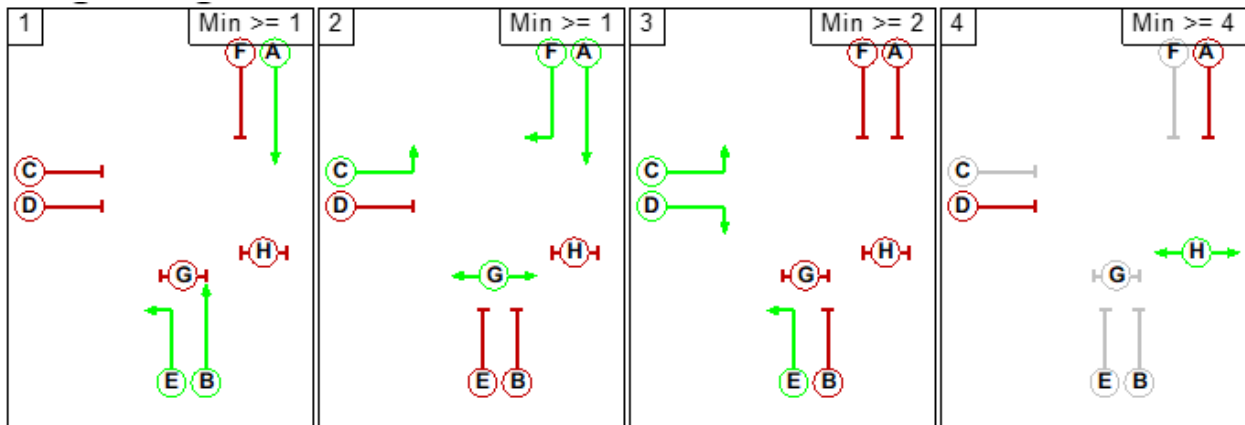 1 Min >= 1
F A
C
D
H
G
E B
2 Min >= 1
F A
C
D
H
G
E B
3 Min >= 2
F A
C
D
H
G
E B
4 Min >= 4
F A
C
D
H
G
E B